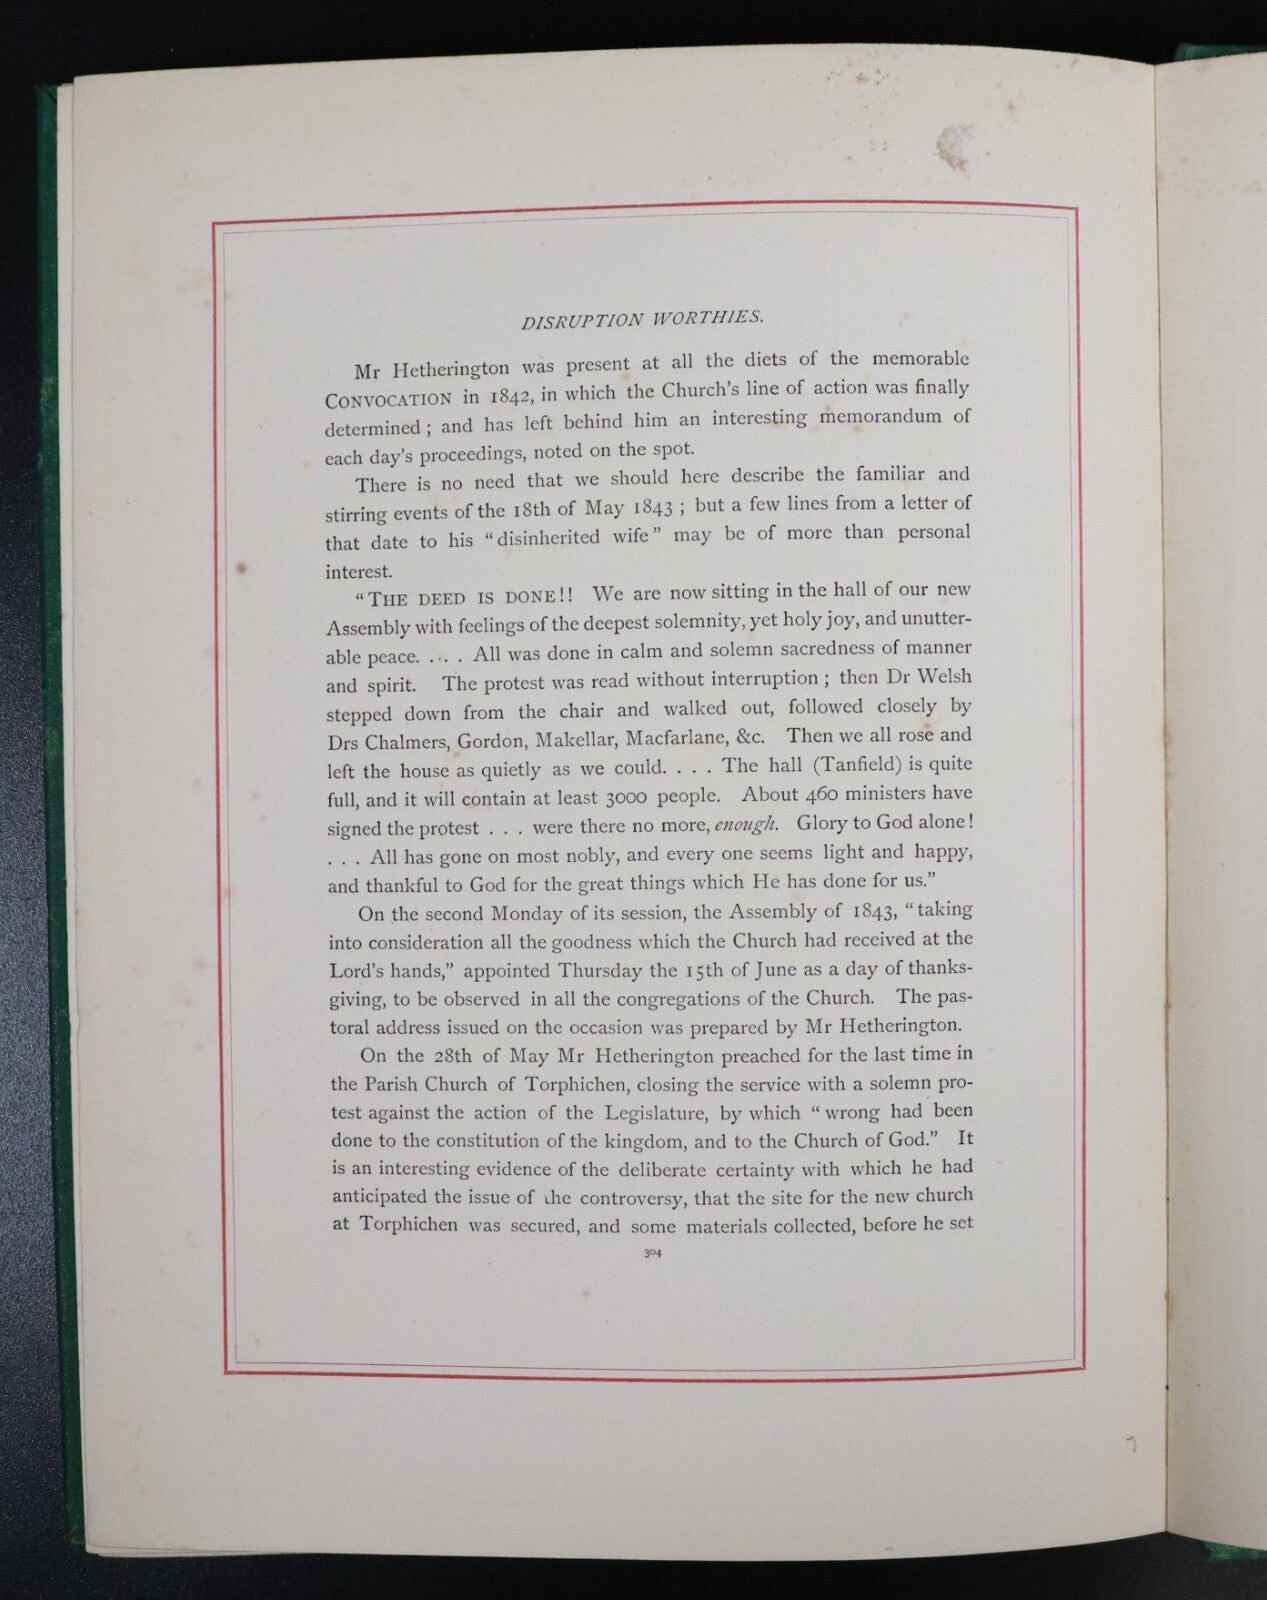 DISRUPTION WORTHIES.
Mr Hetherington was present at all the diets of the memorable
CONVOCATION in 1842, in which the Church's line of action was finally
determined ; and has left behind him an interesting memorandum of
each day's proceedings, noted on the spot.
There is no need that we should here describe the familiar and
stirring events of the 18th of May 1843 ; but a few lines from a letter of
that date to his “disinherited wife” may be of more than personal
interest.
“THE DEED IS DONE!! We are now sitting in the hall of our new
Assembly with feelings of the deepest solemnity, yet holy joy, and unutter-
able peace. . . . All was done in calm and solemn sacredness of manner
and spirit. The protest was read without interruption ; then Dr Welsh
stepped down from the chair and walked out, followed closely by
Drs Chalmers, Gordon, Makellar, Macfarlane, &c. Then we all rose and
left the house as quietly as we could. . . . The hall (Tanfield) is quite
full, and it will contain at least 3000 people. About 460 ministers have
signed the protest . . . were there no more, enough. Glory to God alone!
. . . All has gone on most nobly, and every one seems light and happy,
and thankful to God for the great things which He has done for us.”
On the second Monday of its session, the Assembly of 1843, “taking
into consideration all the goodness which the Church had received at the
Lord's hands,” appointed Thursday the 15th of June as a day of thanks-
giving, to be observed in all the congregations of the Church. The pas-
toral address issued on the occasion was prepared by Mr Hetherington.
On the 28th of May Mr Hetherington preached for the last time in
the Parish Church of Torphichen, closing the service with a solemn pro-
test against the action of the Legislature, by which “wrong had been
done to the constitution of the kingdom, and to the Church of God.” It
is an interesting evidence of the deliberate certainty with which he had
anticipated the issue of the controversy, that the site for the new church
at Torphichen was secured, and some materials collected, before he set
304